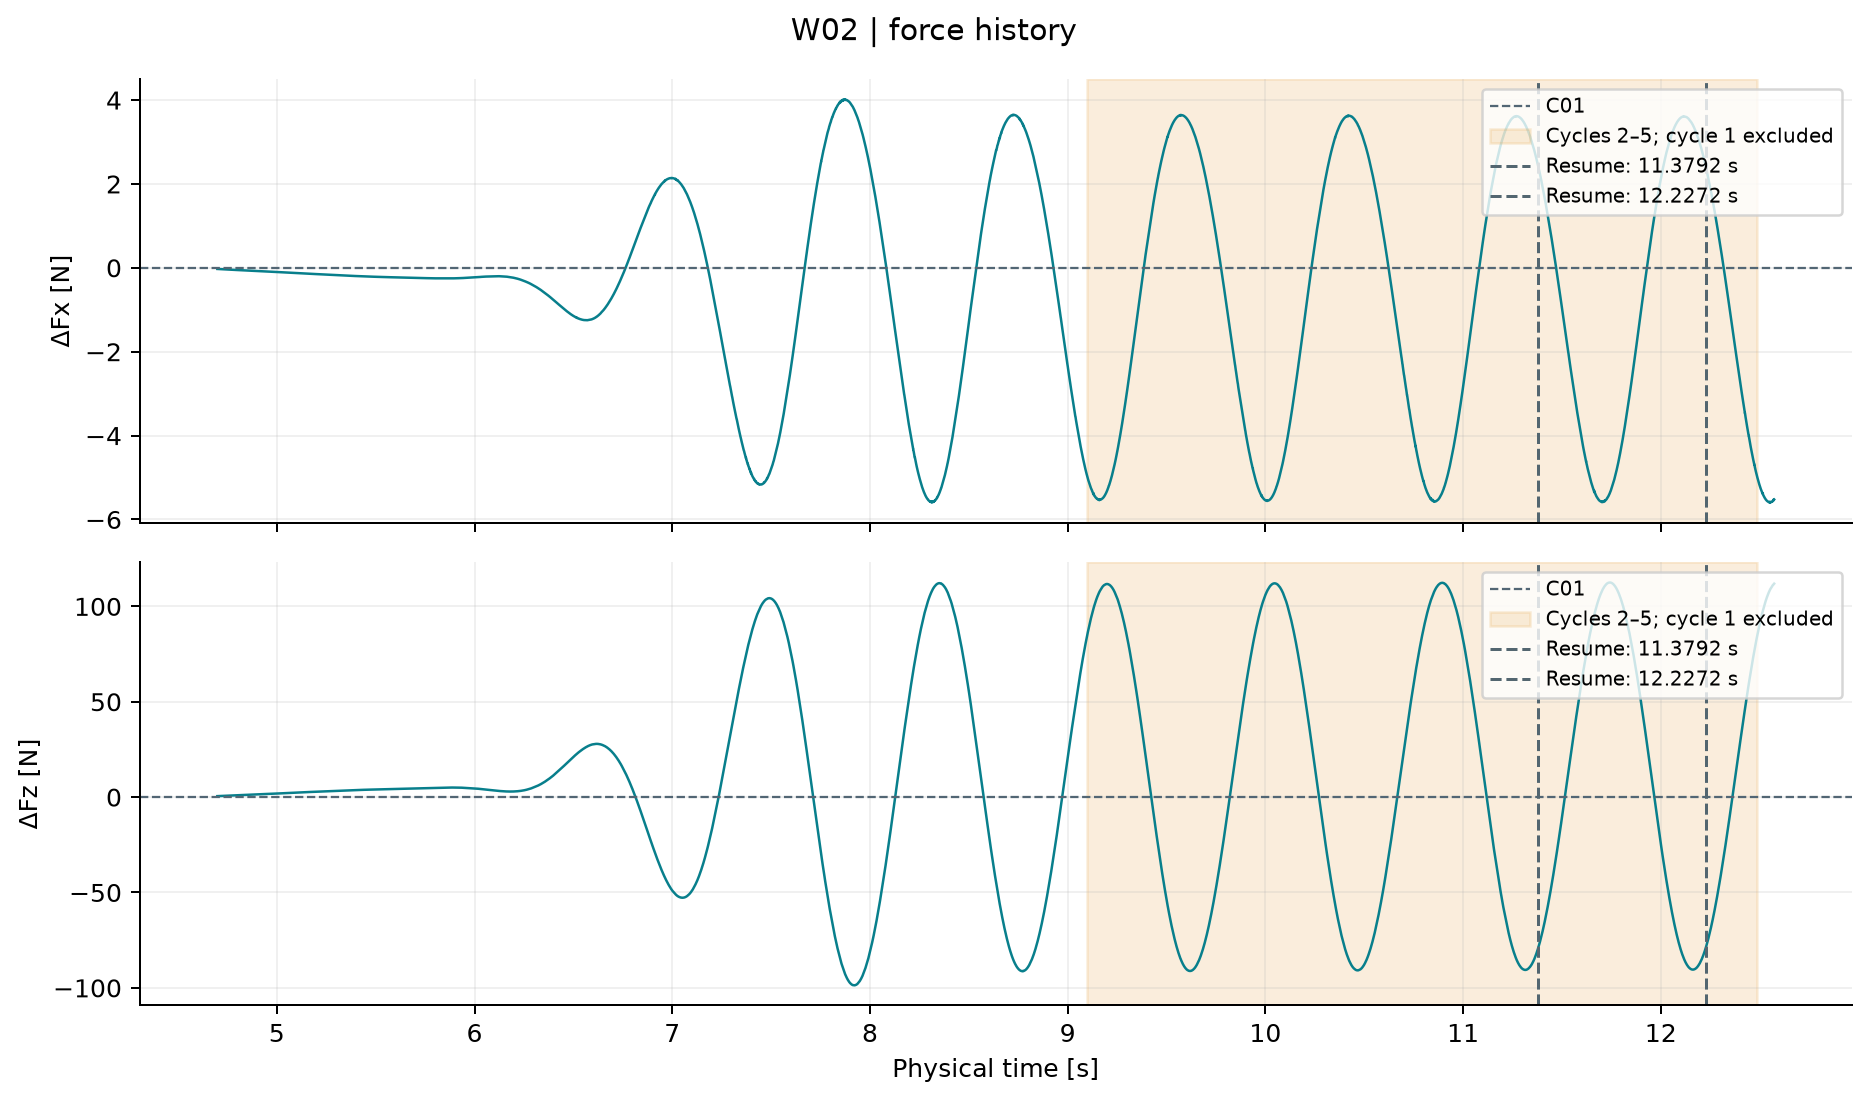 W02 | force history
4
2
0
−2
−4
−6
ΔFx [N]
C01
Cycles 2–5; cycle 1 excluded
Resume: 11.3792 s
Resume: 12.2272 s
100
50
0
−50
−100
ΔFz [N]
C01
Cycles 2–5; cycle 1 excluded
Resume: 11.3792 s
Resume: 12.2272 s
5 6 7 8 9 10 11 12
Physical time [s]